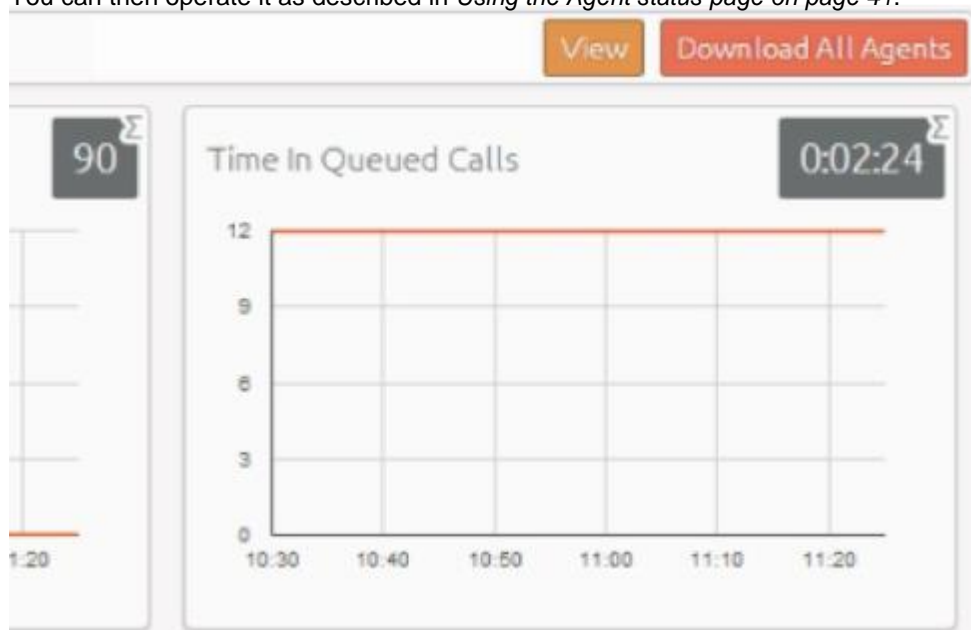 You can then operate it as described in Using the Agent status page on page 41.
View Download All Agents
90 Σ
Time In Queued Calls 0:02:24 Σ
12
9
6
3
0
1:20
10:30 10:40 10:50 11:00 11:10 11:20